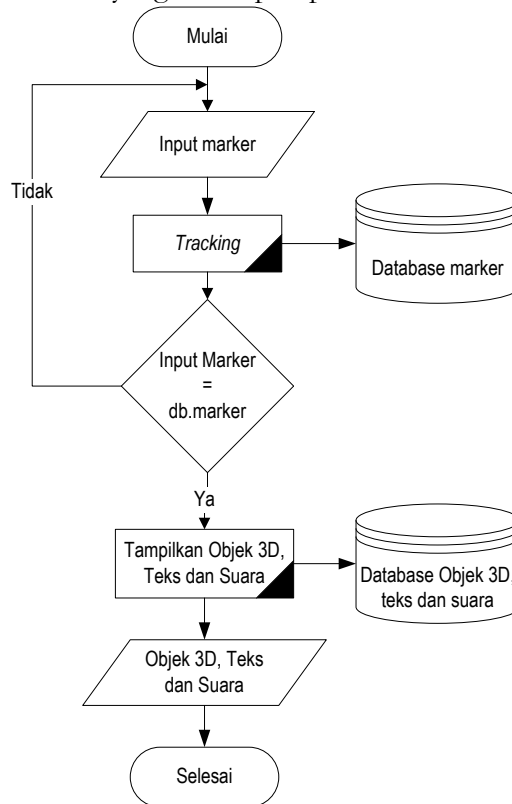 Mulai
Input marker
Tidak
Tracking
Database marker
Input Marker
=
db.marker
Ya
Tampilkan Objek 3D,
Teks dan Suara
Database Objek 3D,
teks dan suara
Objek 3D, Teks
dan Suara
Selesai